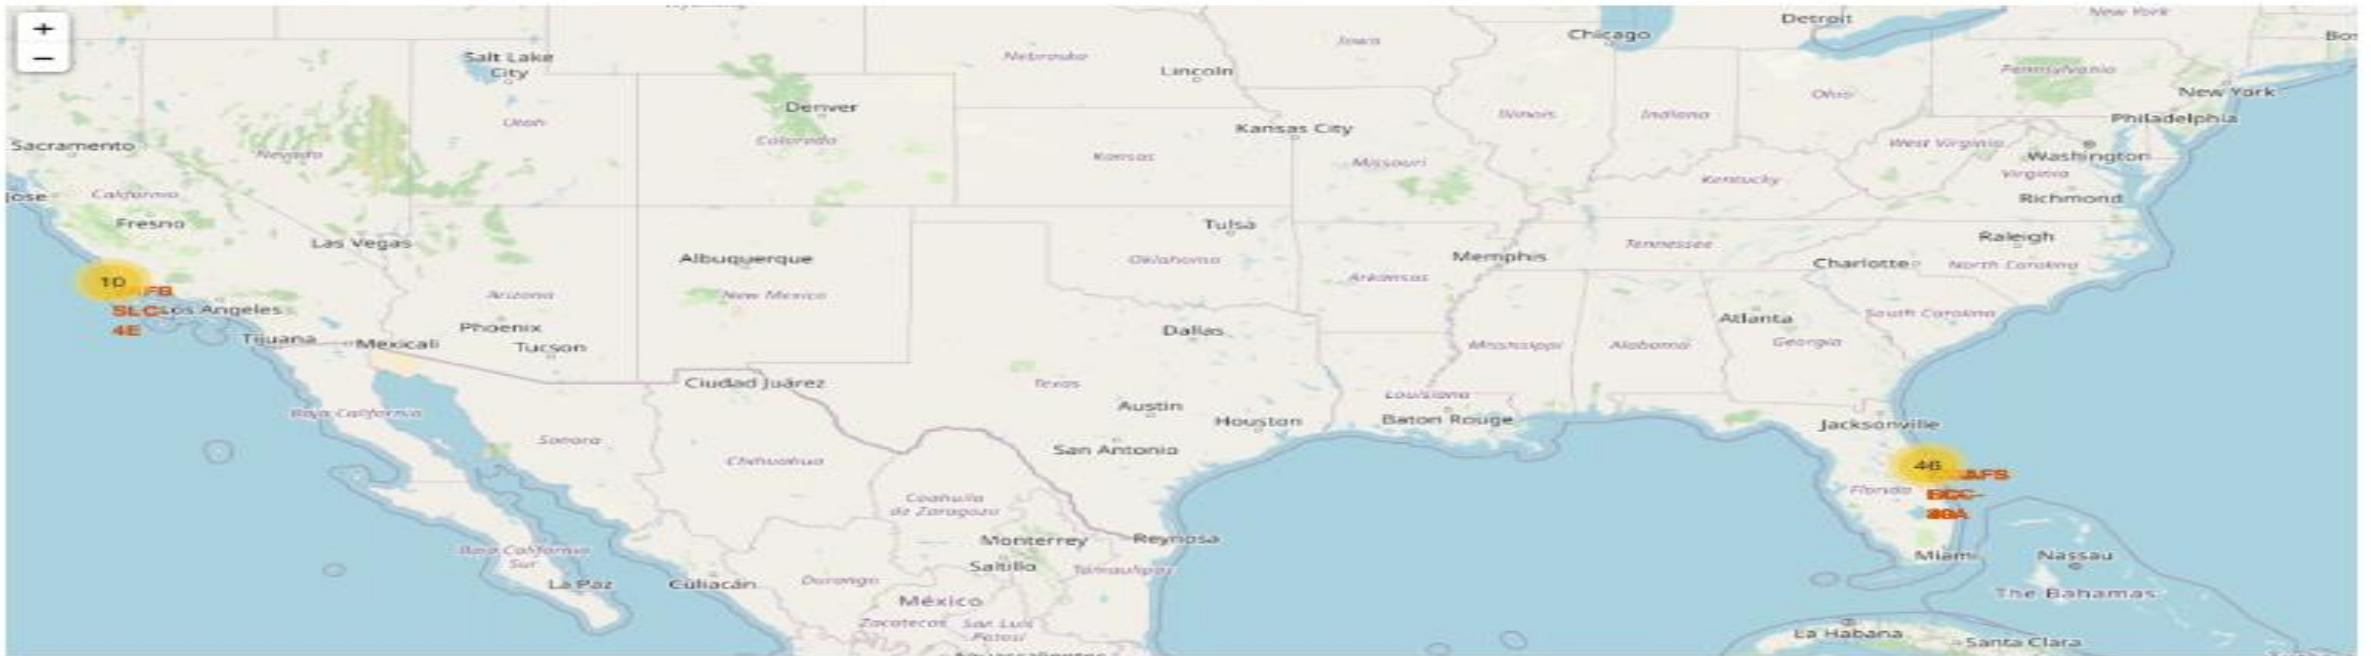 +
New York
Detroit
Chicago
Iowa
Salt Lake
City
Nebraska
Lincoln
Pennsylvania
New York
Denver
Ohio
Utah
Illinois
Indiana
Philadelphia
Kansas City
Colorado
Sacramento
West Virginia
Nevada
Kansas
Missouri
Washington
Virginia
Kentucky
California
Jose
Richmond
Fresno
Tulsa
Las Vegas
Raleigh
Tennessee
Albuquerque
Oklahoma
Memphis
Charlotte
North Carolina
Arkansas
10
FB
Arizona
New Mexico
SLC
Los Angeles
South Carolina
Atlanta
4E
Phoenix
Dallas
Tijuana
Mexicali
Tucson
Mississippi
Alabama
Georgia
Ciudad Juárez
Texas
Louisiana
Austin
Baja California
Houston
Baton Rouge
Jacksonville
Sonora
San Antonio
Chihuahua
46
AFS
Florida
Coahuila
de Zaragoza
Monterrey
Reynosa
Baja California
Sur
Miami
Nassau
Saltillo
Tamaulipas
La Paz
Culiacán
Durango
The Bahamas
México
Zacatecas
San Luis
Potosí
La Habana
Santa Clara